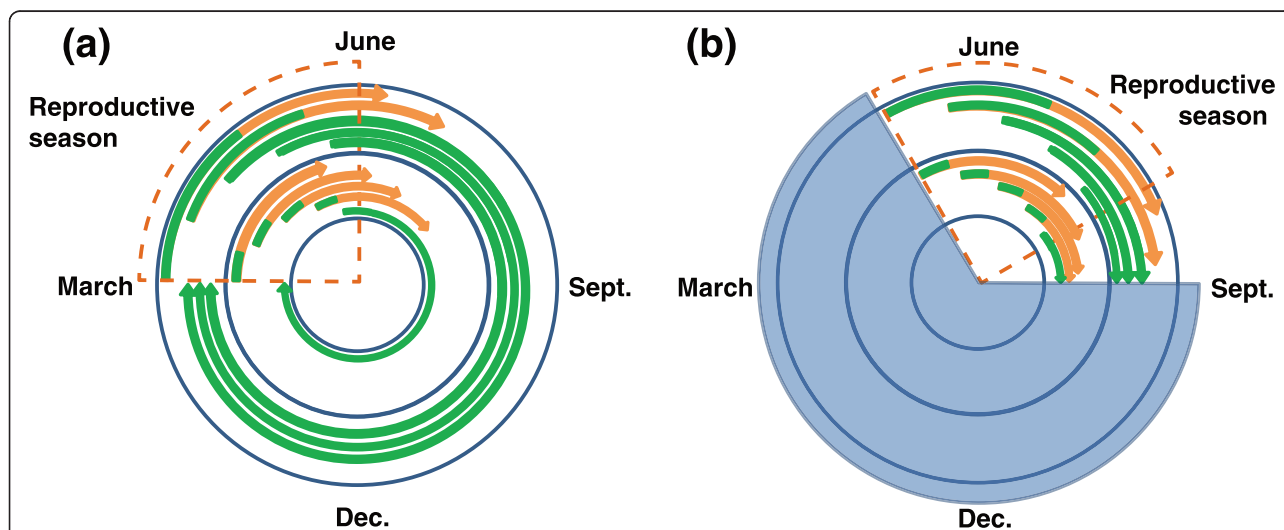 (a)
June
Reproductive
season
March
Sept.
Dec.
(b)
June
Reproductive
season
March
Sept.
Dec.